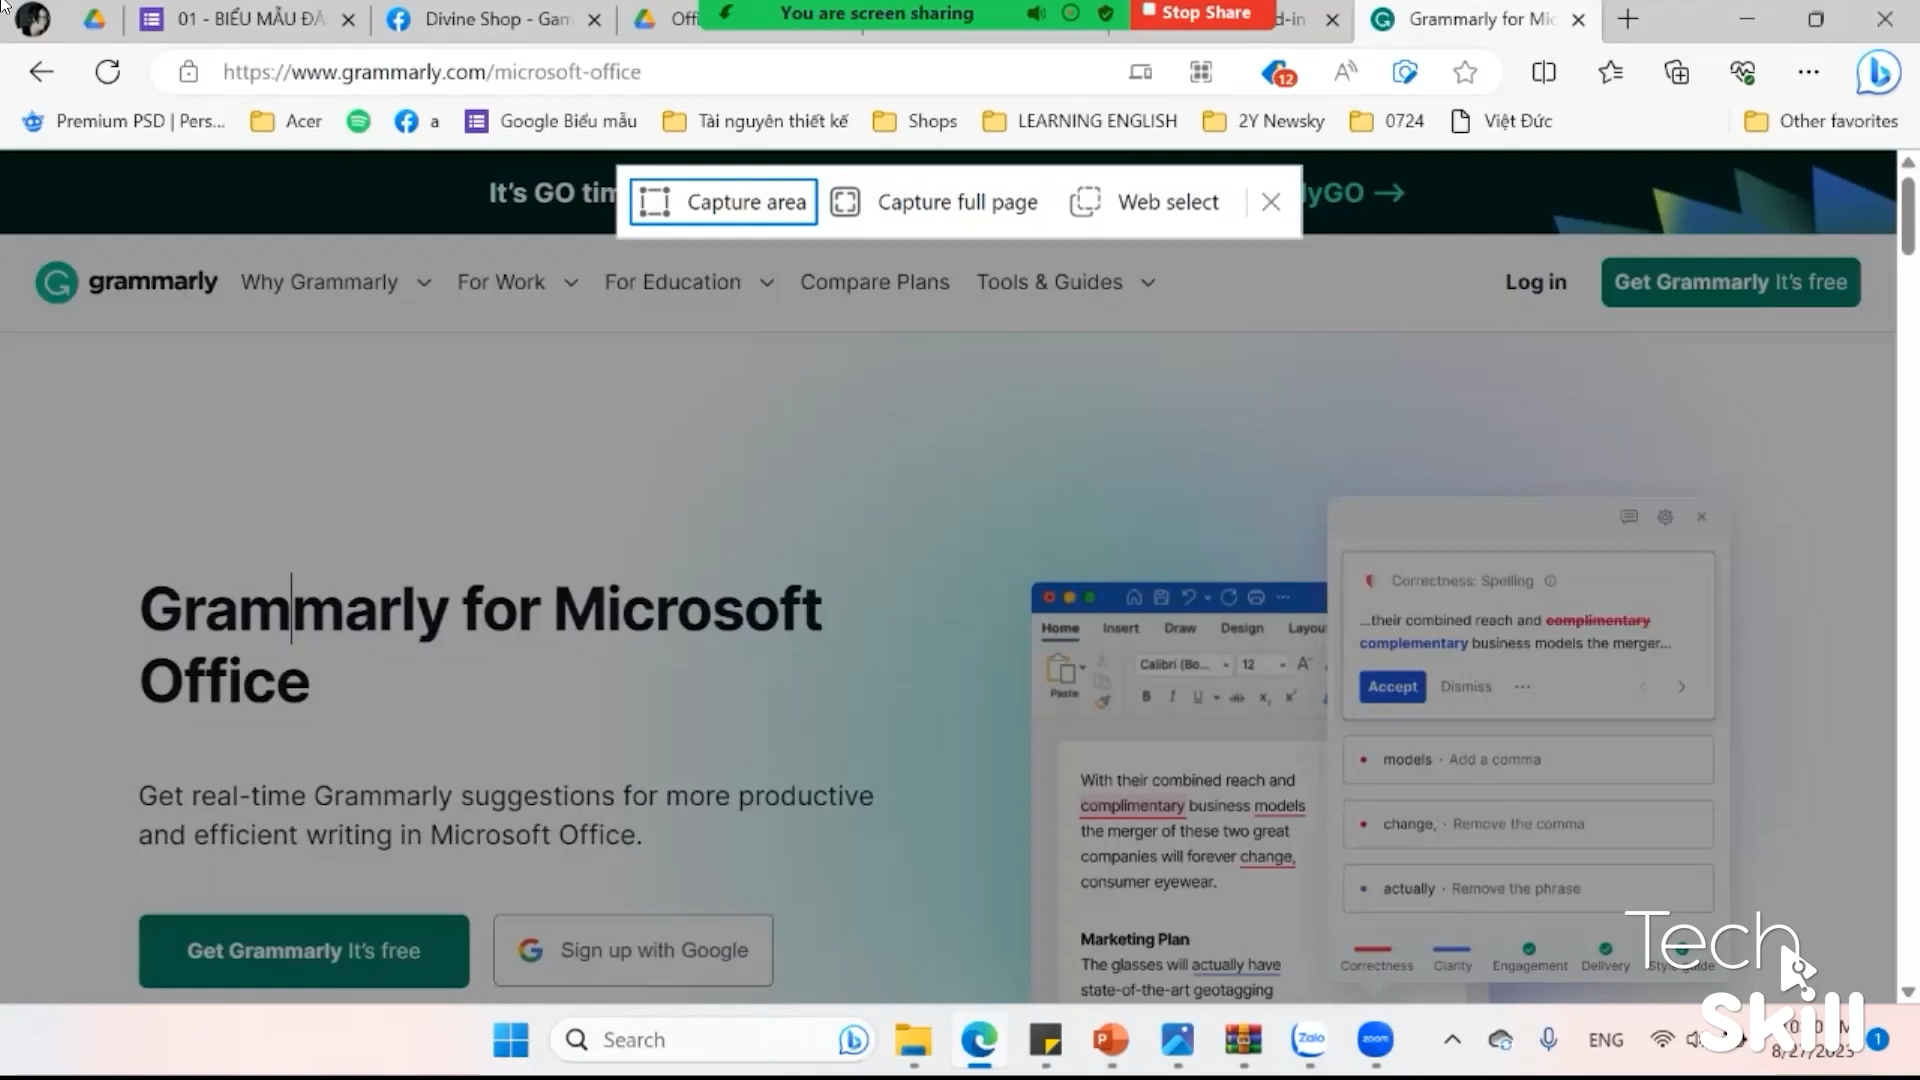 01 - BIỂU MẪU ĐĂ
Divine Shop - Gam
Offi
You are screen sharing
Stop Share
d-in
Grammarly for Mic
https://www.grammarly.com/microsoft-office
12
Premium PSD | Pers...
Acer
a
Google Biểu mẫu
Tài nguyên thiết kế
Shops
LEARNING ENGLISH
2Y Newsky
0724
Việt Đức
Other favorites
It's GO tim
Capture area
Capture full page
Web select
lyGO →
grammarly
Why Grammarly
For Work
For Education
Compare Plans
Tools & Guides
Log in
Get Grammarly It's free
Grammarly for Microsoft
Office
Get real-time Grammarly suggestions for more productive
and efficient writing in Microsoft Office.
Get Grammarly It's free
Sign up with Google
Home Insert Draw Design Layou
Calibri (Bo... 12
Paste
With their combined reach and
complimentary business models
the merger of these two great
companies will forever change,
consumer eyewear.
Marketing Plan
The glasses will actually have
state-of-the-art geotagging
Correctness: Spelling
...their combined reach and complimentary
complementary business models the merger...
Accept
Dismiss
models · Add a comma
change, · Remove the comma
actually · Remove the phrase
Correctness
Clarity
Engagement
Delivery
Style guide
Tech
Skill
Search
Zalo
zoom
ENG
8/27/2023
1